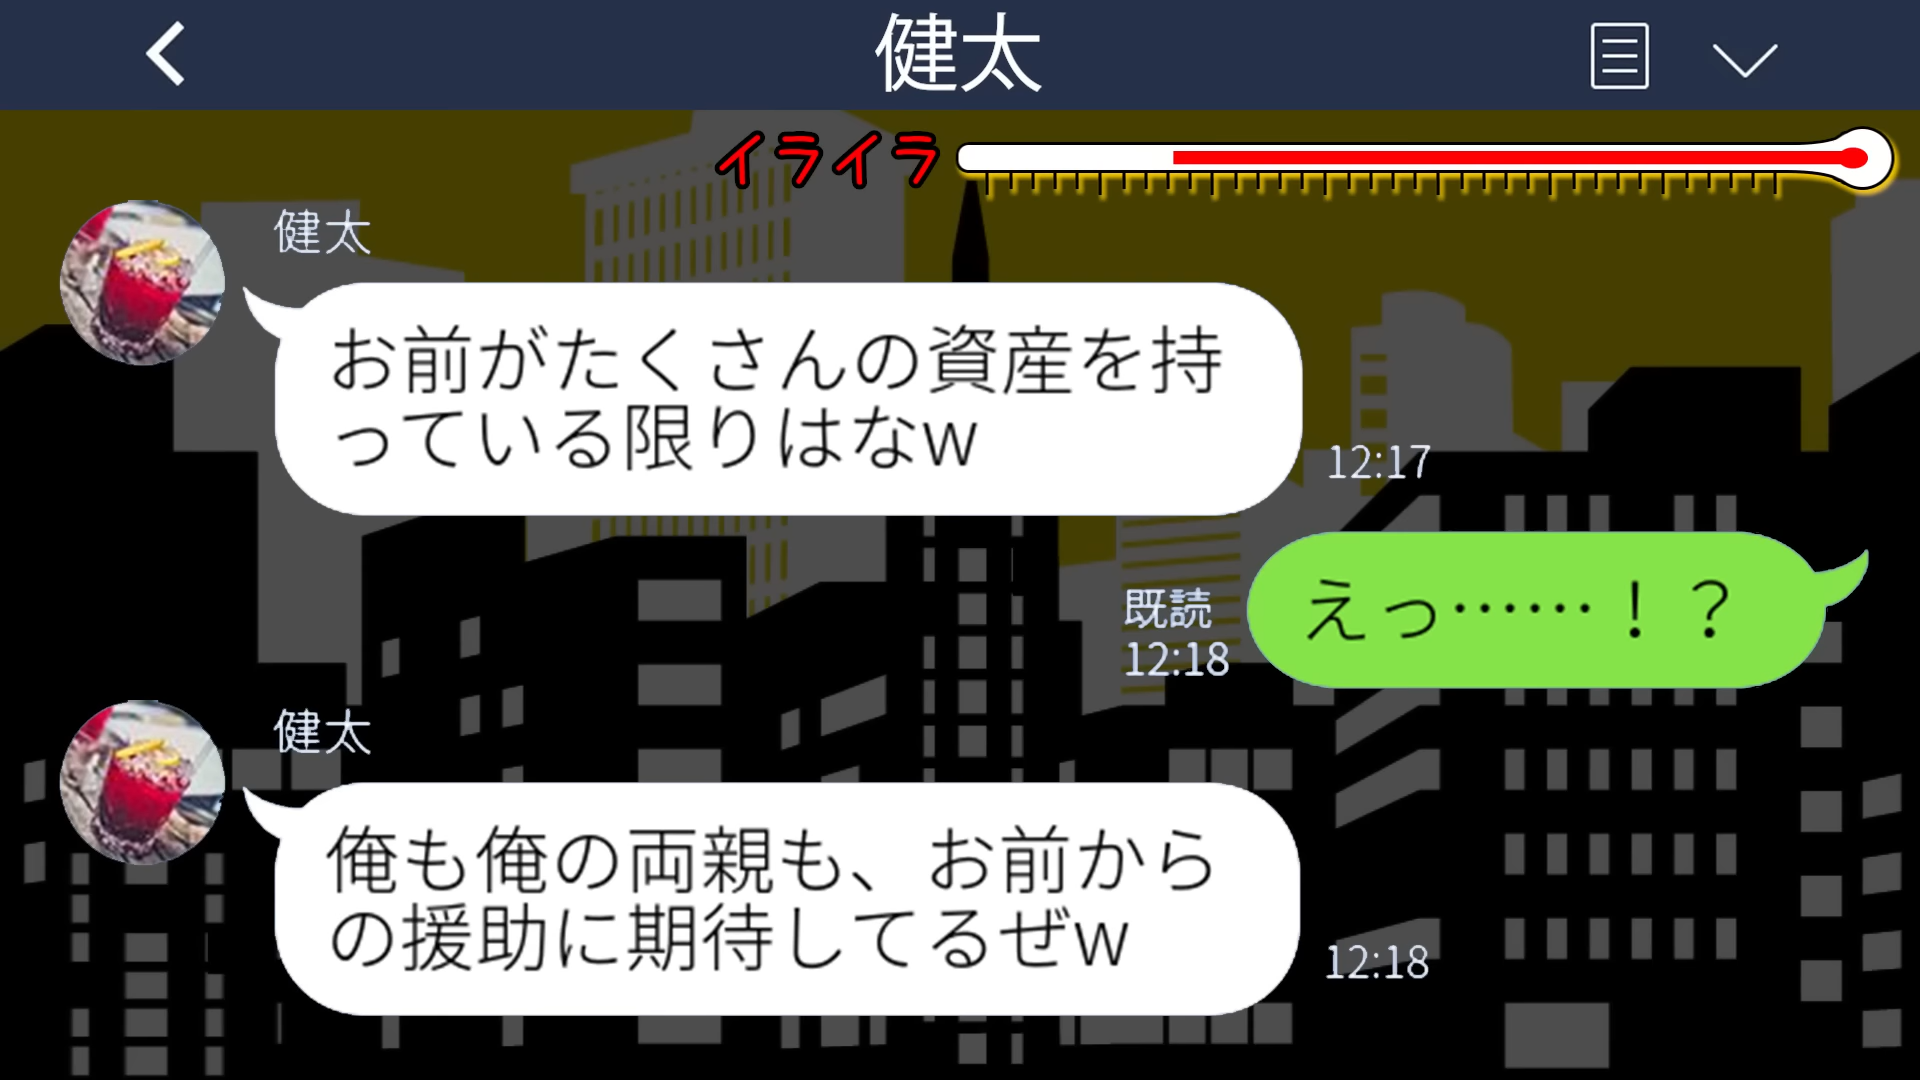 健太
イライラ
健太
お前がたくさんの資産を持
っている限りはなw
12:17
えっ……！？
既読
12:18
健太
俺も俺の両親も、お前から
の援助に期待してるぜw
12:18